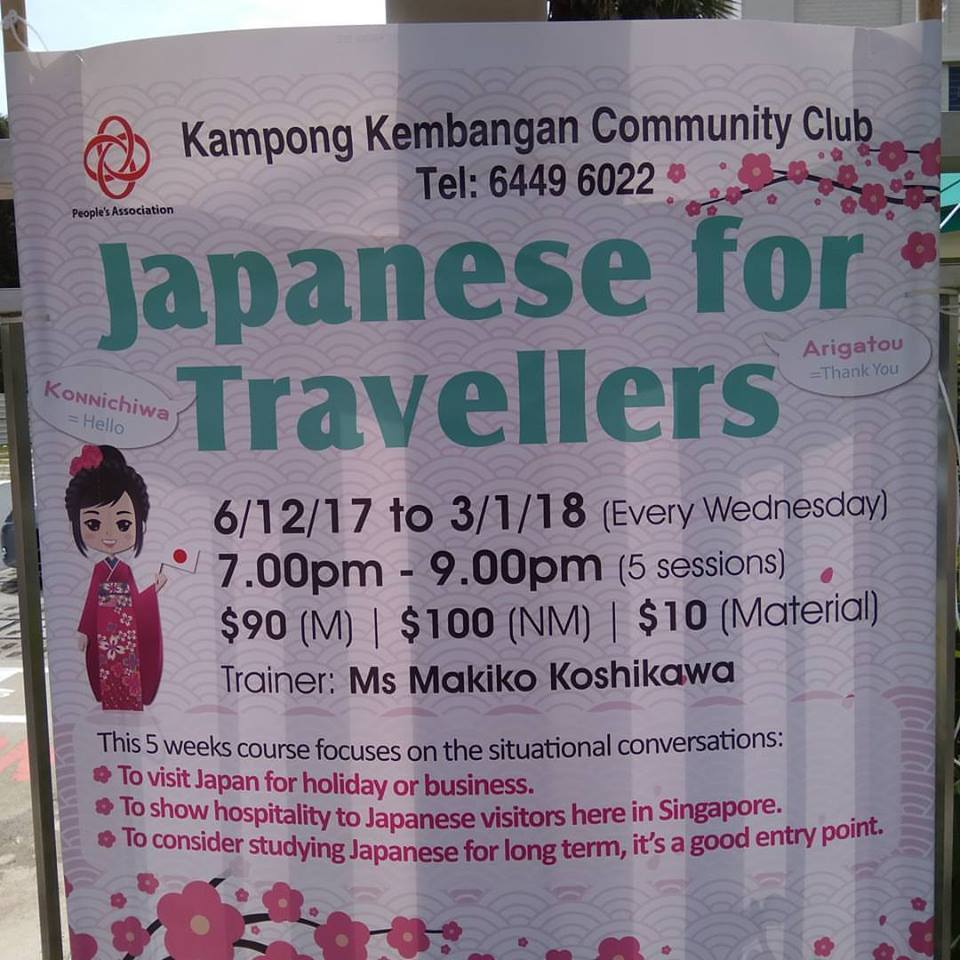 Kampong Kembangan Community Club
Tel: 6449 6022
People's Association
Japanese for
Travellers
Arigatou
=Thank You
Konnichiwa
= Hello
6/12/17 to 3/1/18 (Every Wednesday)
7.00pm - 9.00pm (5 sessions)
$90 (M) | $100 (NM) | $10 (Material)
Trainer: Ms Makiko Koshikawa
This 5 weeks course focuses on the situational conversations:
To visit Japan for holiday or business.
To show hospitality to Japanese visitors here in Singapore.
To consider studying Japanese for long term, it's a good entry point.